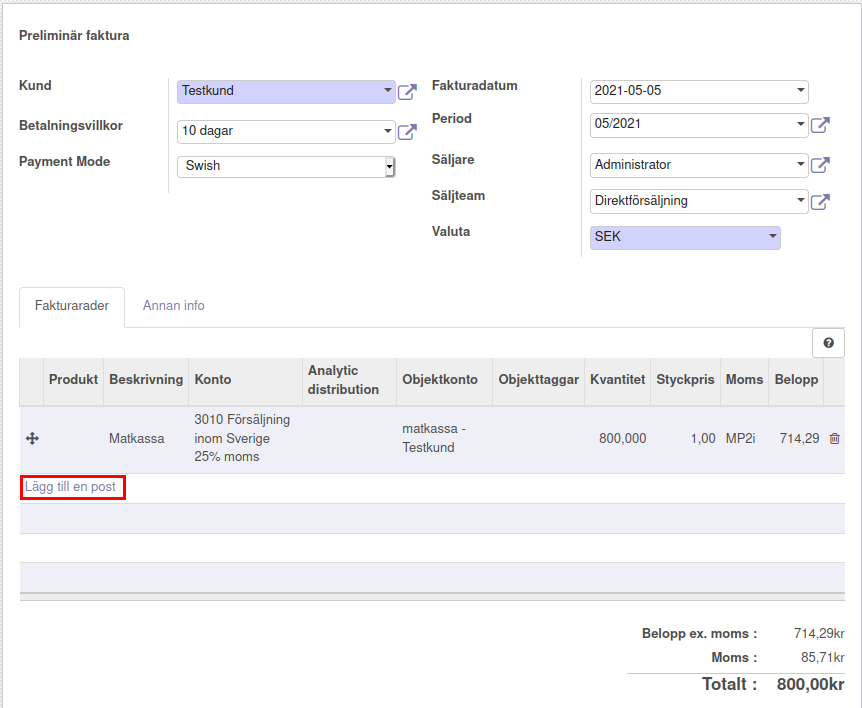 Preliminär faktura
Kund
Testkund
Betalningsvillkor
10 dagar
Payment Mode
Swish
Fakturadatum
2021-05-05
Period
05/2021
Säljare
Administrator
Säljteam
Direktförsäljning
Valuta
SEK
Fakturarader
Annan info
?
Produkt Beskrivning Konto Analytic distribution Objektkonto Objekttaggar Kvantitet Styckpris Moms Belopp
Matkassa 3010 Försäljning inom Sverige 25% moms matkassa - Testkund 800,000 1,00 MP2i 714,29
Lägg till en post
Belopp ex. moms : 714,29kr
Moms : 85,71kr
Totalt : 800,00kr